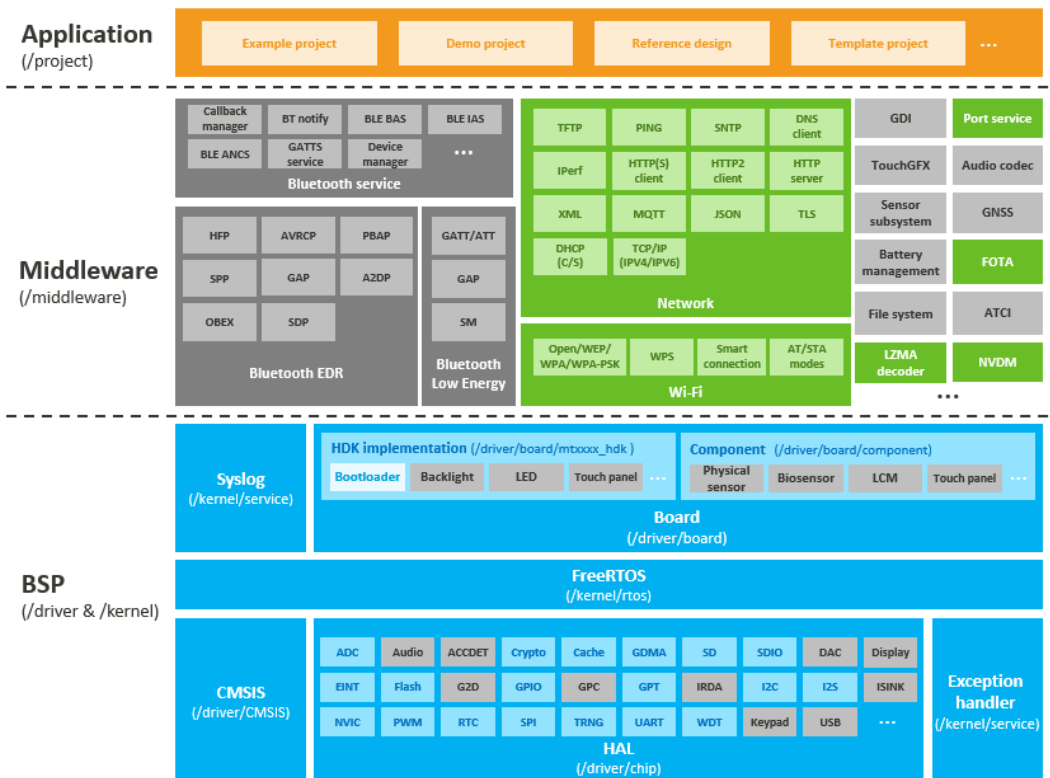 Application
(/project)
Example project
Demo project
Reference design
Template project
...
Middleware
(/middleware)
Callback
manager
BT notify
BLE BAS
BLE IAS
BLE ANCS
GATTS
service
Device
manager
...
Bluetooth service
HFP
AVRCP
PBAP
SPP
GAP
A2DP
OBEX
SDP
Bluetooth EDR
GATT/ATT
GAP
SM
Bluetooth
Low Energy
TFTP
PING
SNTP
DNS
client
IPerf
HTTP(S)
client
HTTP2
client
HTTP
server
XML
MQTT
JSON
TLS
DHCP
(C/S)
TCP/IP
(IPV4/IPV6)
Network
Open/WEP/
WPA/WPA-PSK
WPS
Smart
connection
AT/STA
modes
Wi-Fi
GDI
Port service
TouchGFX
Audio codec
Sensor
subsystem
GNSS
Battery
management
FOTA
File system
ATCI
LZMA
decoder
NVDM
...
BSP
(/driver & /kernel)
Syslog
(/kernel/service)
HDK implementation (/driver/board/mtxxxx_hdk )
Bootloader
Backlight
LED
Touch panel
...
Component (/driver/board/component)
Physical
sensor
Biosensor
LCM
Touch panel
...
Board
(/driver/board)
FreeRTOS
(/kernel/rtos)
CMSIS
(/driver/CMSIS)
ADC
Audio
ACCDET
Crypto
Cache
GDMA
SD
SDIO
DAC
Display
EINT
Flash
G2D
GPIO
GPC
GPT
IRDA
I2C
I2S
ISINK
NVIC
PWM
RTC
SPI
TRNG
UART
WDT
Keypad
USB
...
HAL
(/driver/chip)
Exception
handler
(/kernel/service)